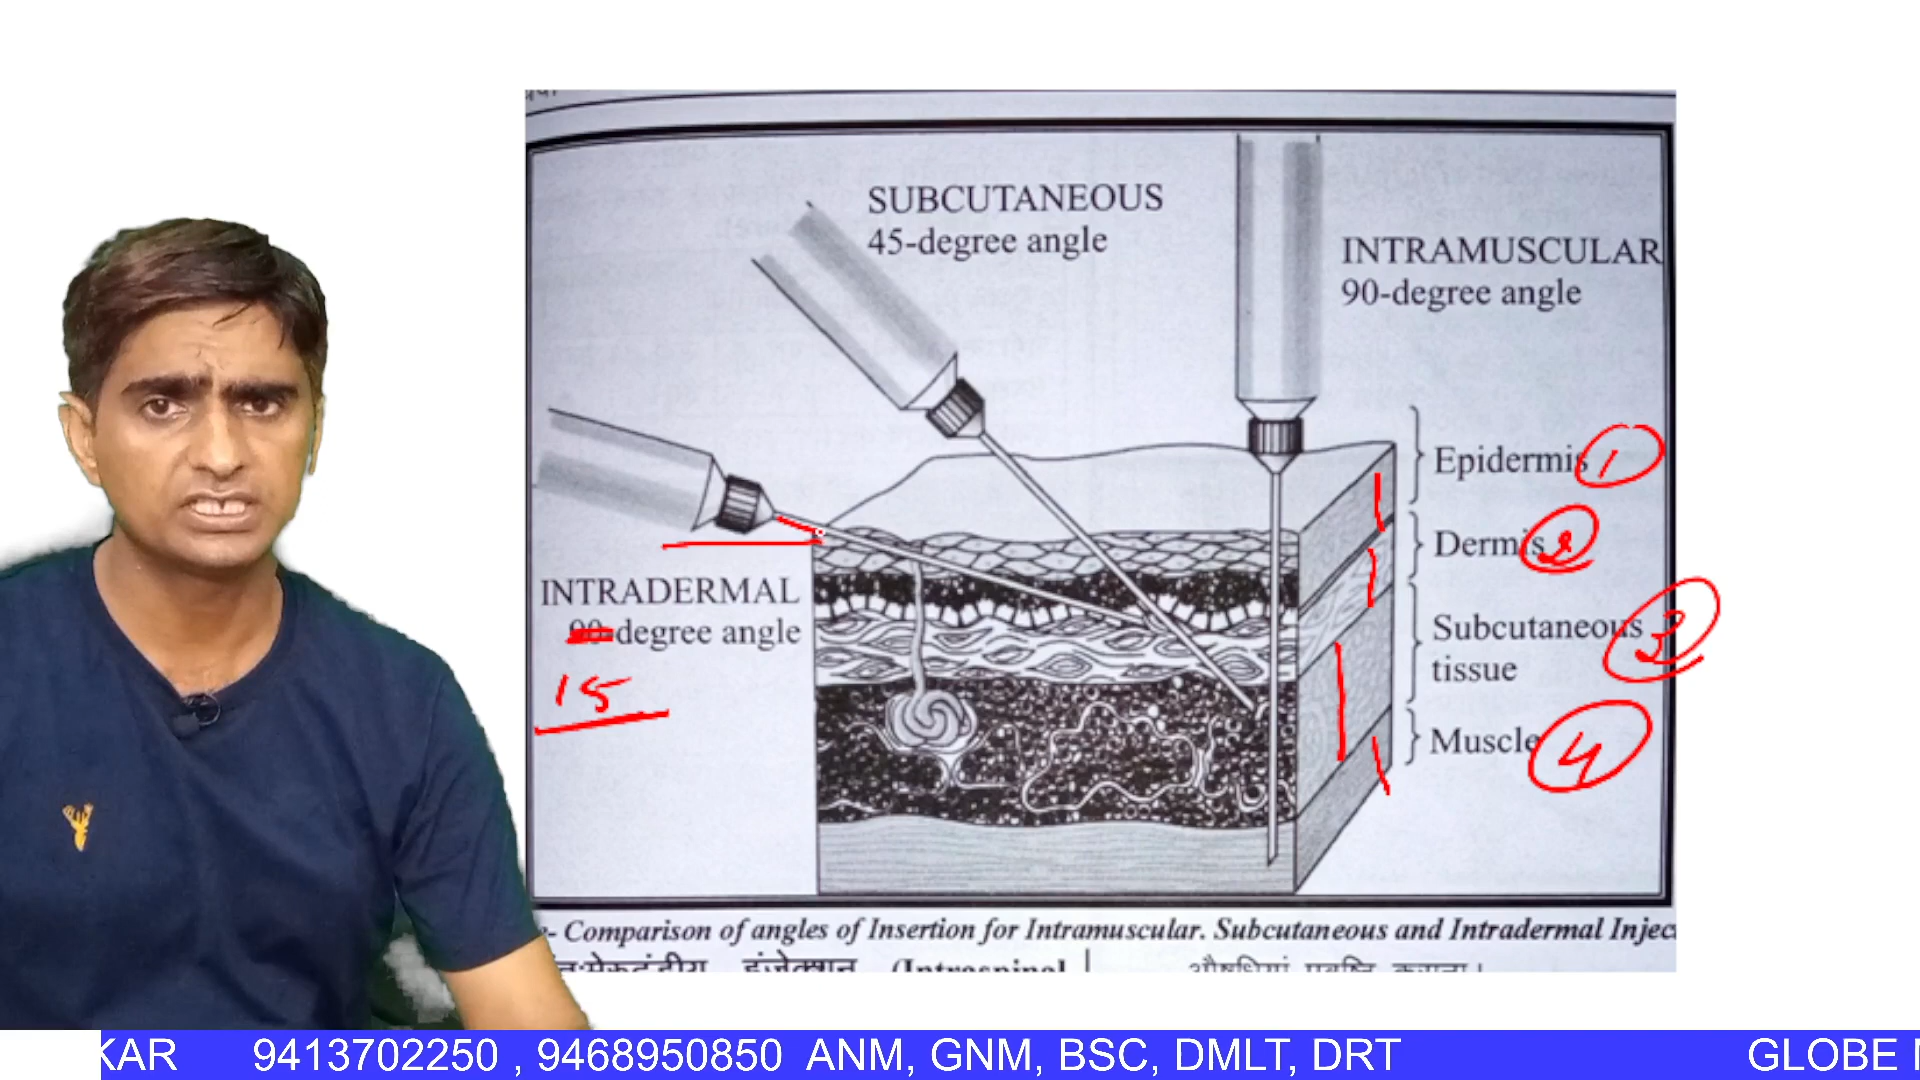 SUBCUTANEOUS
45-degree angle
INTRAMUSCULAR
90-degree angle
INTRADERMAL
-degree angle
15
Epidermis 1
Dermis 2
Subcutaneous 3
tissue
Muscle 4
- Comparison of angles of Insertion for Intramuscular. Subcutaneous and Intradermal Injec
इंजेक्शन (Intraspinal
KAR 9413702250 , 9468950850 ANM, GNM, BSC, DMLT, DRT GLOBE